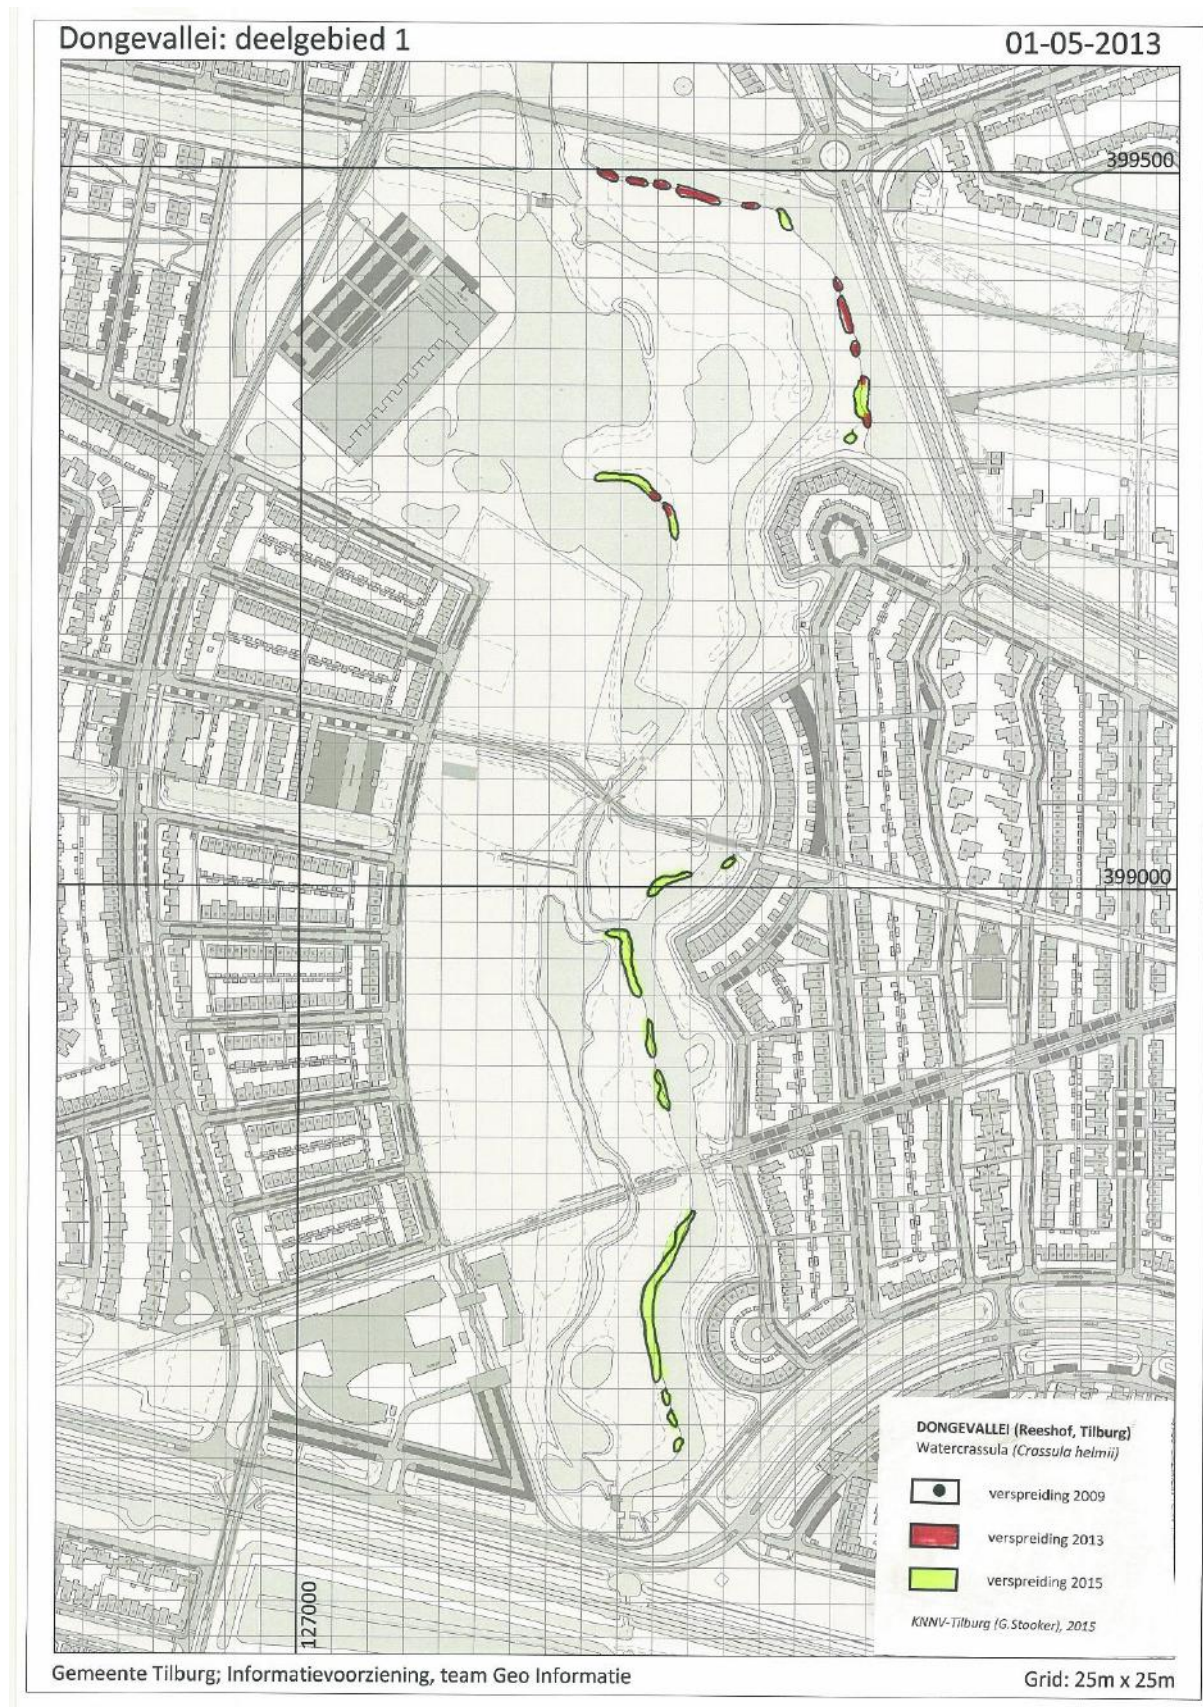 Dongevallei: deelgebied 1
01-05-2013
399500
399000
127000
DONGEVALLEI (Reeshof, Tilburg)
Watercrassula (Crassula helmii)
verspreiding 2009
verspreiding 2013
verspreiding 2015
KNNV-Tilburg (G.Stooker), 2015
Gemeente Tilburg; Informatievoorziening, team Geo Informatie
Grid: 25m x 25m